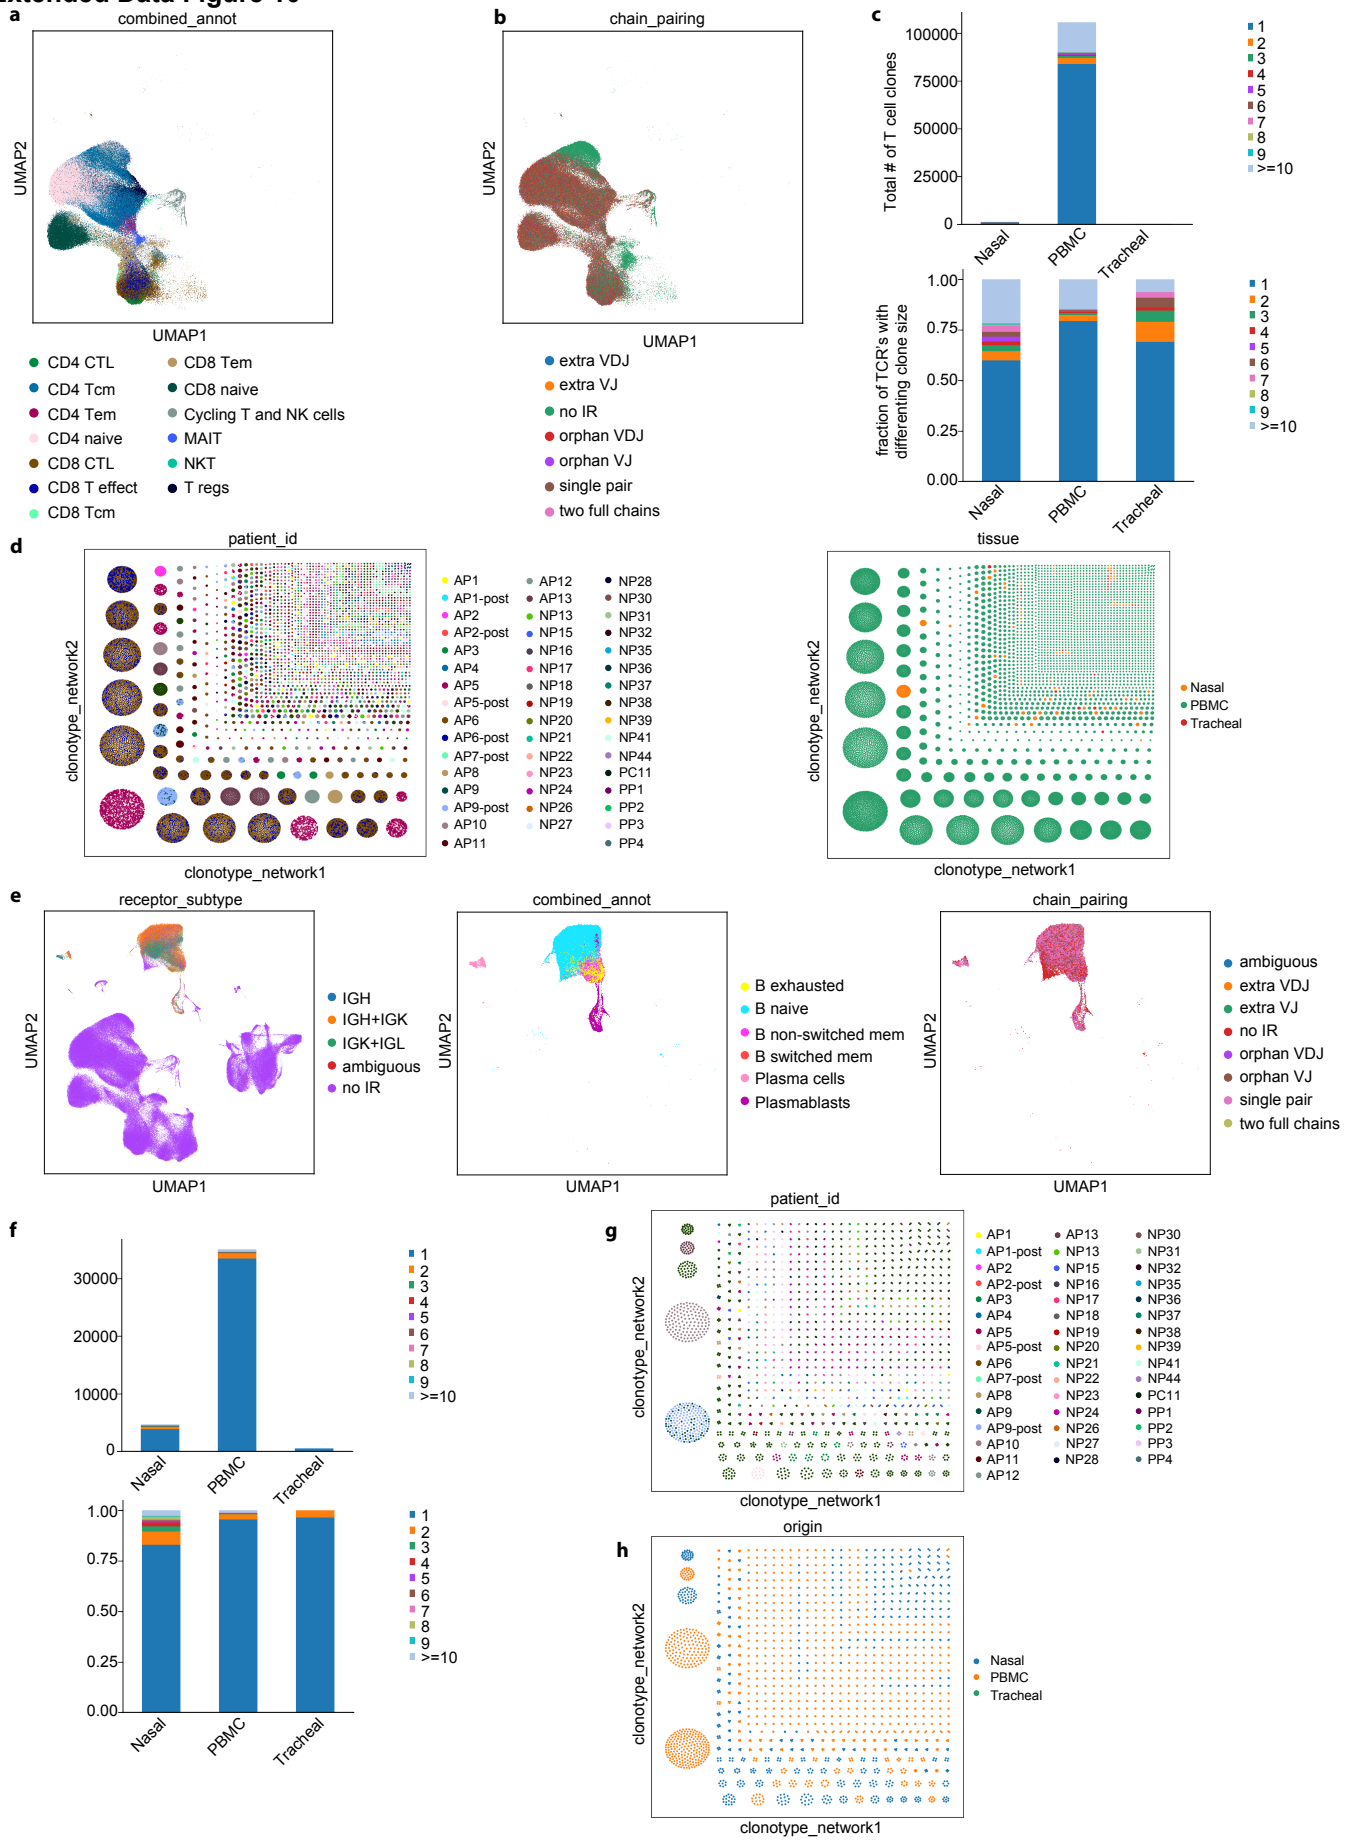 Extended Data Figure 10
a
combined_annot
UMAP2
UMAP1
CD4 CTL
CD4 Tcm
CD4 Tem
CD4 naive
CD8 CTL
CD8 T effect
CD8 Tcm
CD8 Tem
CD8 naive
Cycling T and NK cells
MAIT
NKT
T regs
b
chain_pairing
UMAP2
UMAP1
extra VDJ
extra VJ
no IR
orphan VDJ
orphan VJ
single pair
two full chains
c
Total # of T cell clones
100000
75000
50000
25000
0
Nasal
PBMC
Tracheal
1
2
3
4
5
6
7
8
9
>=10
fraction of TCR's with
differenting clone size
1.00
0.75
0.50
0.25
0.00
Nasal
PBMC
Tracheal
1
2
3
4
5
6
7
8
9
>=10
d
patient_id
clonotype_network2
clonotype_network1
AP1
AP1-post
AP2
AP2-post
AP3
AP4
AP5
AP5-post
AP6
AP6-post
AP7-post
AP8
AP9
AP9-post
AP10
AP11
AP12
AP13
NP13
NP15
NP16
NP17
NP18
NP19
NP20
NP21
NP22
NP23
NP24
NP26
NP27
NP28
NP30
NP31
NP32
NP35
NP36
NP37
NP38
NP39
NP41
NP44
PC11
PP1
PP2
PP3
PP4
tissue
clonotype_network2
clonotype_network1
Nasal
PBMC
Tracheal
e
receptor_subtype
UMAP2
UMAP1
IGH
IGH+IGK
IGK+IGL
ambiguous
no IR
combined_annot
UMAP2
UMAP1
B exhausted
B naive
B non-switched mem
B switched mem
Plasma cells
Plasmablasts
chain_pairing
UMAP2
UMAP1
ambiguous
extra VDJ
extra VJ
no IR
orphan VDJ
orphan VJ
single pair
two full chains
f
30000
20000
10000
0
Nasal
PBMC
Tracheal
1
2
3
4
5
6
7
8
9
>=10
1.00
0.75
0.50
0.25
0.00
Nasal
PBMC
Tracheal
1
2
3
4
5
6
7
8
9
>=10
g
patient_id
clonotype_network2
clonotype_network1
AP1
AP1-post
AP2
AP2-post
AP3
AP4
AP5
AP5-post
AP6
AP7-post
AP8
AP9
AP9-post
AP10
AP11
AP12
AP13
NP13
NP15
NP16
NP17
NP18
NP19
NP20
NP21
NP22
NP23
NP24
NP26
NP27
NP28
NP30
NP31
NP32
NP35
NP36
NP37
NP38
NP39
NP41
NP44
PC11
PP1
PP2
PP3
PP4
h
origin
clonotype_network2
clonotype_network1
Nasal
PBMC
Tracheal